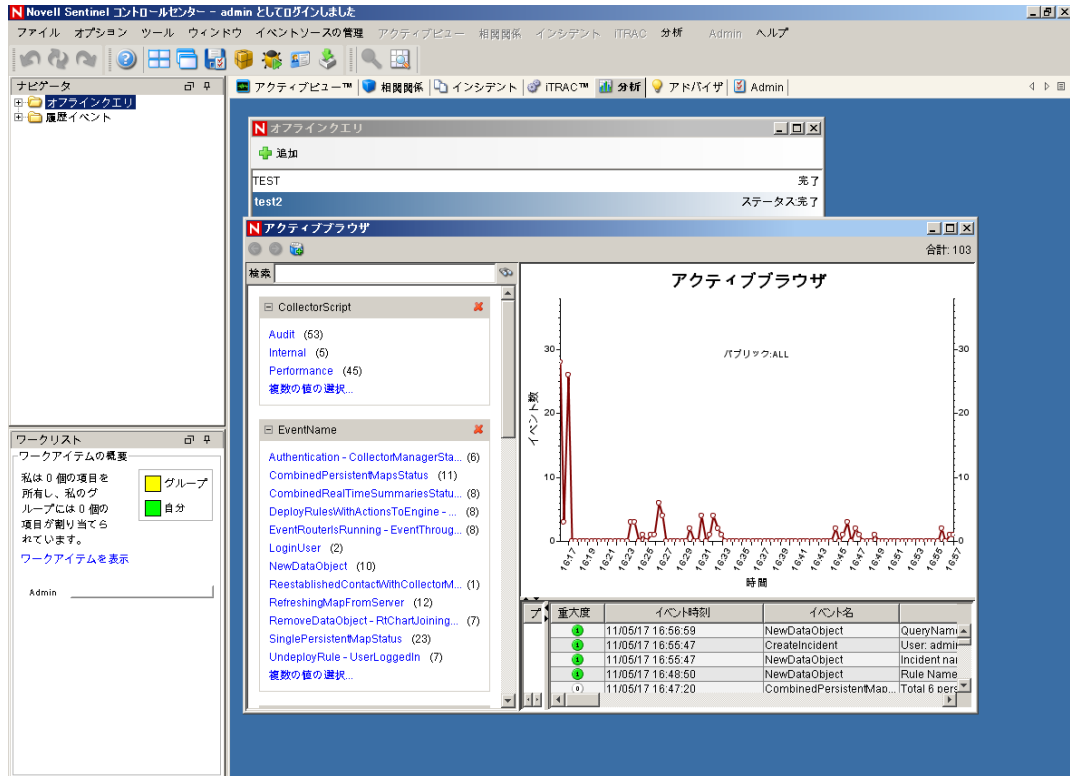 Novell Sentinel コントロールセンター - admin としてログインしました
ファイル オプション ツール ウィンドウ イベントソースの管理 アクティブビュー 相関関係 インシデント iTRAC 分析 Admin ヘルプ
ナビゲータ
アクティブビュー™ 相関関係 インシデント iTRAC™ 分析 アドバイザ Admin
オフラインクエリ
履歴イベント
オフラインクエリ
追加
TEST 完了
test2 ステータス:完了
アクティブブラウザ
合計: 103
検索
CollectorScript
Audit (53)
Internal (5)
Performance (45)
複数の値の選択...
EventName
Authentication - CollectorManagerSta... (6)
CombinedPersistentMapsStatus (11)
CombinedRealTimeSummariesStatu... (8)
DeployRulesWithActionsToEngine - ... (8)
EventRouterIsRunning - EventThroug... (8)
LoginUser (2)
NewDataObject (10)
ReestablishedContactWithCollectorM... (1)
RefreshingMapFromServer (12)
RemoveDataObject - RtChartJoining... (7)
SinglePersistentMapStatus (23)
UndeployRule - UserLoggedIn (7)
複数の値の選択...
アクティブブラウザ
パブリック:ALL
イベント数
30
20
10
0
30
20
10
0
16:17 16:19 16:21 16:23 16:25 16:27 16:29 16:31 16:33 16:35 16:37 16:39 16:41 16:43 16:45 16:47 16:49 16:51 16:53 16:55 16:57
時間
プ 重大度 イベント時刻 イベント名
1 11/05/17 16:56:59 NewDataObject QueryName
1 11/05/17 16:55:47 CreateIncident User: admin
1 11/05/17 16:55:47 NewDataObject Incident nam
1 11/05/17 16:48:50 NewDataObject Rule Name
0 11/05/17 16:47:20 CombinedPersistentMap... Total 6 pers
ワークリスト
ワークアイテムの概要
私は 0 個の項目を
所有し、私のグ
ループには 0 個の
項目が割り当てら
れています。
グループ
自分
ワークアイテムを表示
Admin